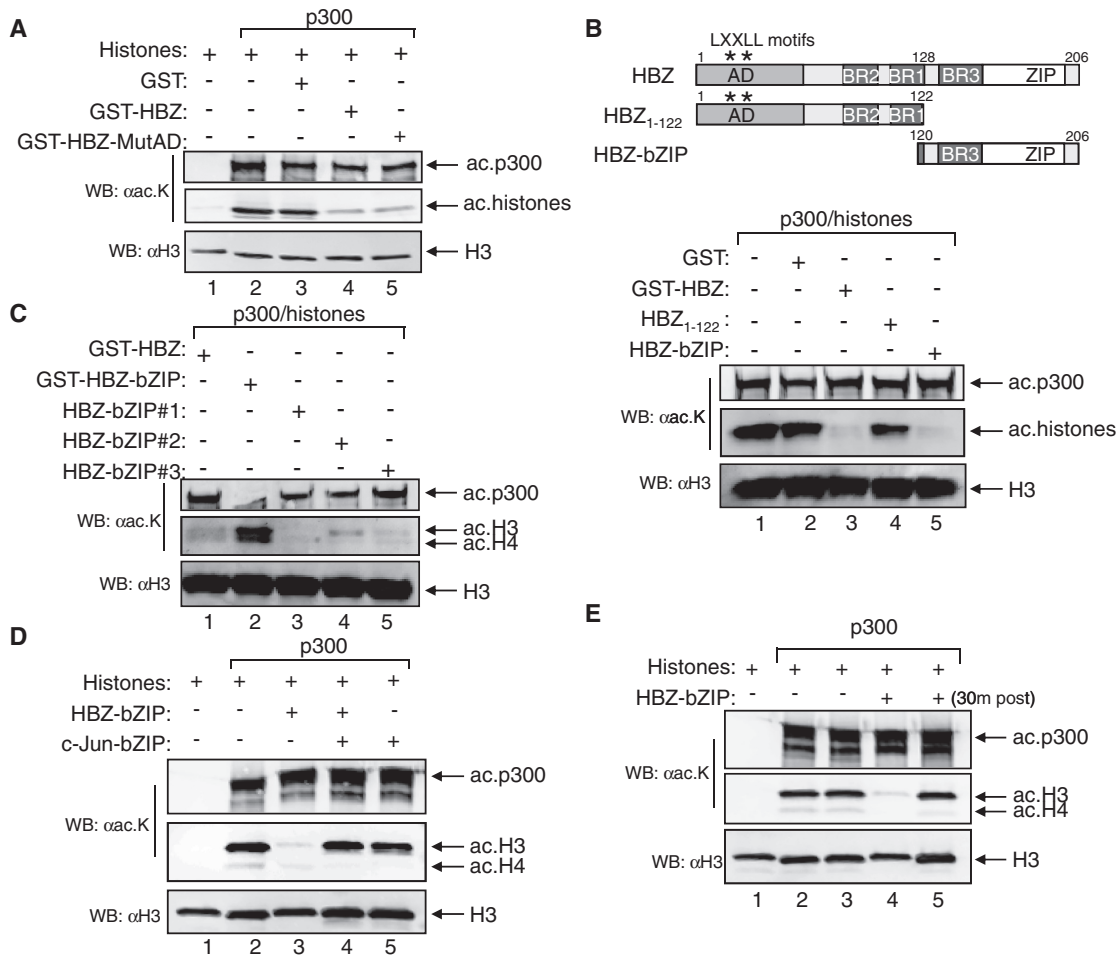 A
p300
Histones: + + + + +
GST: - - + - -
GST-HBZ: - - - + -
GST-HBZ-MutAD: - - - - +
WB: αac.K
ac.p300
ac.histones
WB: αH3
H3
1 2 3 4 5
B
LXXLL motifs
1 128 206
HBZ
** AD BR2 BR1 BR3 ZIP
1 122
HBZ1-122
** AD BR2 BR1
120 206
HBZ-bZIP
BR3 ZIP
p300/histones
GST: - + - - -
GST-HBZ: - - + - -
HBZ1-122 : - - - + -
HBZ-bZIP: - - - - +
WB: αac.K
ac.p300
ac.histones
WB: αH3
H3
1 2 3 4 5
C
p300/histones
GST-HBZ: + - - - -
GST-HBZ-bZIP: - + - - -
HBZ-bZIP#1: - - + - -
HBZ-bZIP#2: - - - + -
HBZ-bZIP#3: - - - - +
WB: αac.K
ac.p300
ac.H3
ac.H4
WB: αH3
H3
1 2 3 4 5
D
p300
Histones: + + + + +
HBZ-bZIP: - - + + -
c-Jun-bZIP: - - - + +
WB: αac.K
ac.p300
ac.H3
ac.H4
WB: αH3
H3
1 2 3 4 5
E
p300
Histones: + + + + +
HBZ-bZIP: - - - + + (30m post)
WB: αac.K
ac.p300
ac.H3
ac.H4
WB: αH3
H3
1 2 3 4 5